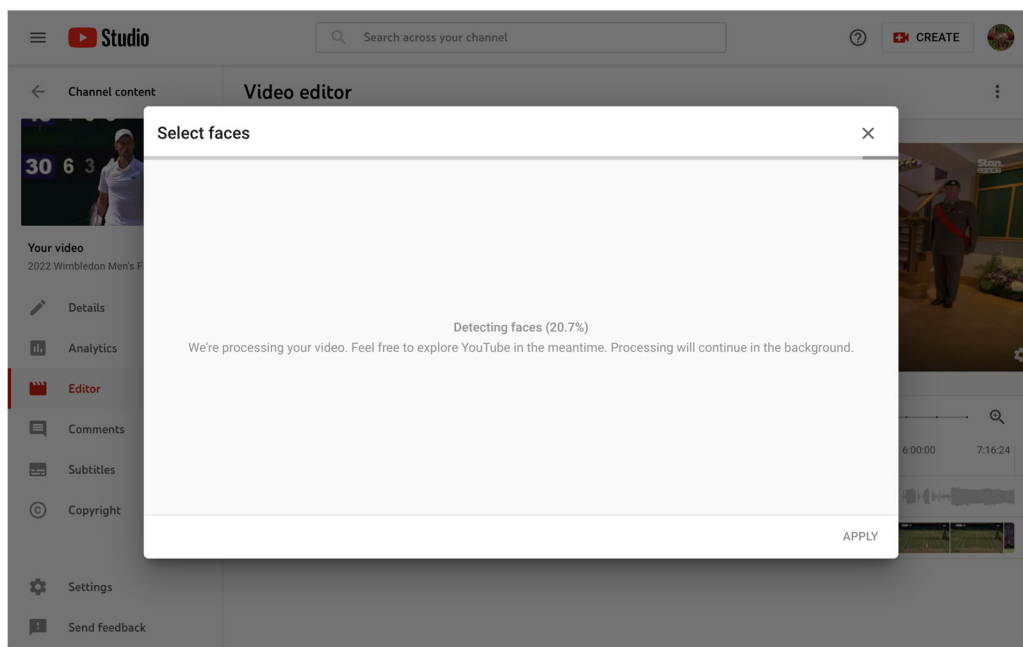 Studio
Search across your channel
CREATE
Channel content
Video editor
Select faces
30 6 3
Stan.
SPORT
Your video
2022 Wimbledon Men's F
Details
Detecting faces (20.7%)
Analytics
We're processing your video. Feel free to explore YouTube in the meantime. Processing will continue in the background.
Editor
Comments
6:00:00 7:16:24
Subtitles
Copyright
APPLY
Settings
Send feedback